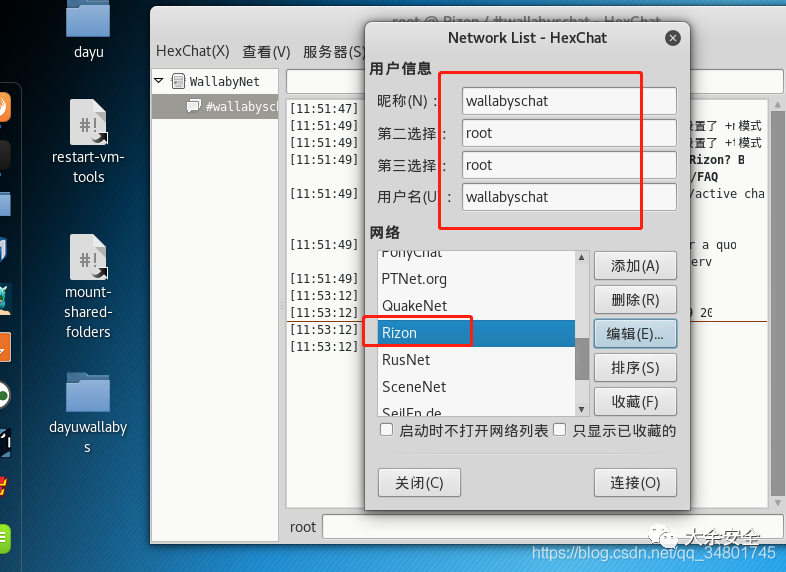 dayu
restart-vm-
tools
mount-
shared-
folders
dayuwallaby
s
root @ Rizon / #wallabyschat - HexChat
HexChat(X) 查看(V) 服务器(S)
WallabyNet
#wallabysch
[11:51:47]
[11:51:49] 设置了 +r模式
[11:51:49] 设置了 +t模式
[11:51:49] Rizon? B
/FAQ
[11:51:49] /active cha
[11:51:49] r a quo
erv
[11:51:49]
[11:53:12]
[11:53:12] 9 20
[11:53:12]
[11:53:12]
root
Network List - HexChat
用户信息
昵称(N)： wallabyschat
第二选择： root
第三选择： root
用户名(U)： wallabyschat
网络
PonyChat
PTNet.org
QuakeNet
Rizon
RusNet
SceneNet
SeilEn.de
添加(A)
删除(R)
编辑(E)...
排序(S)
收藏(F)
启动时不打开网络列表 只显示已收藏的
关闭(C) 连接(O)
大余安全
https://blog.csdn.net/qq_34801745